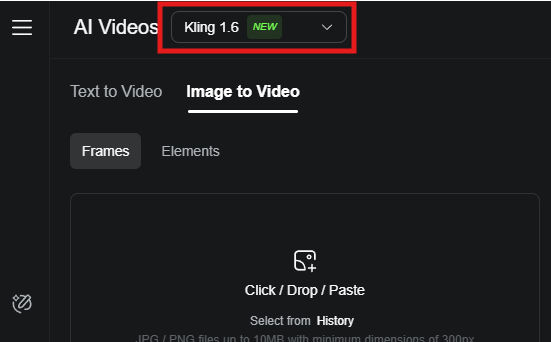 AI Videos Kling 1.6 NEW
Text to Video Image to Video
Frames Elements
Click / Drop / Paste
Select from History
JPG / PNG files up to 10MB with minimum dimensions of 300px